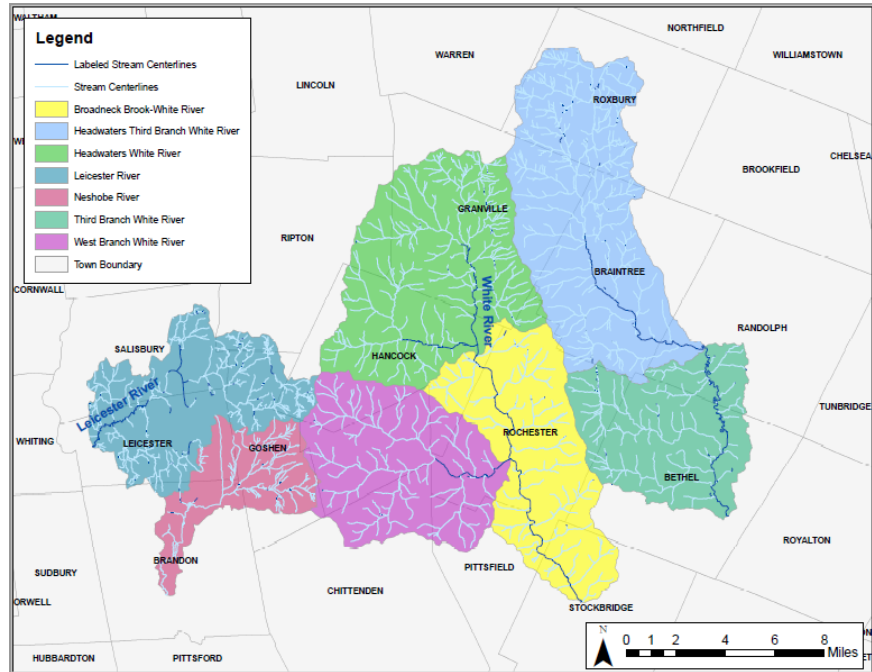 WALTHAM
Legend
Labeled Stream Centerlines
Stream Centerlines
Broadneck Brook-White River
Headwaters Third Branch White River
Headwaters White River
Leicester River
Neshobe River
Third Branch White River
West Branch White River
Town Boundary
NORTHFIELD
WARREN
WILLIAMSTOWN
LINCOLN
ROXBURY
CHELSEA
BROOKFIELD
GRANVILLE
RIPTON
BRAINTREE
CORNWALL
White River
RANDOLPH
SALISBURY
HANCOCK
Leicester River
TUNBRIDGE
WHITING
LEICESTER
GOSHEN
ROCHESTER
BETHEL
ROYALTON
BRANDON
PITTSFIELD
SUDBURY
CHITTENDEN
ORWELL
STOCKBRIDGE
HUBBARDTON
PITTSFORD
N
0 1 2 4 6 8
Miles